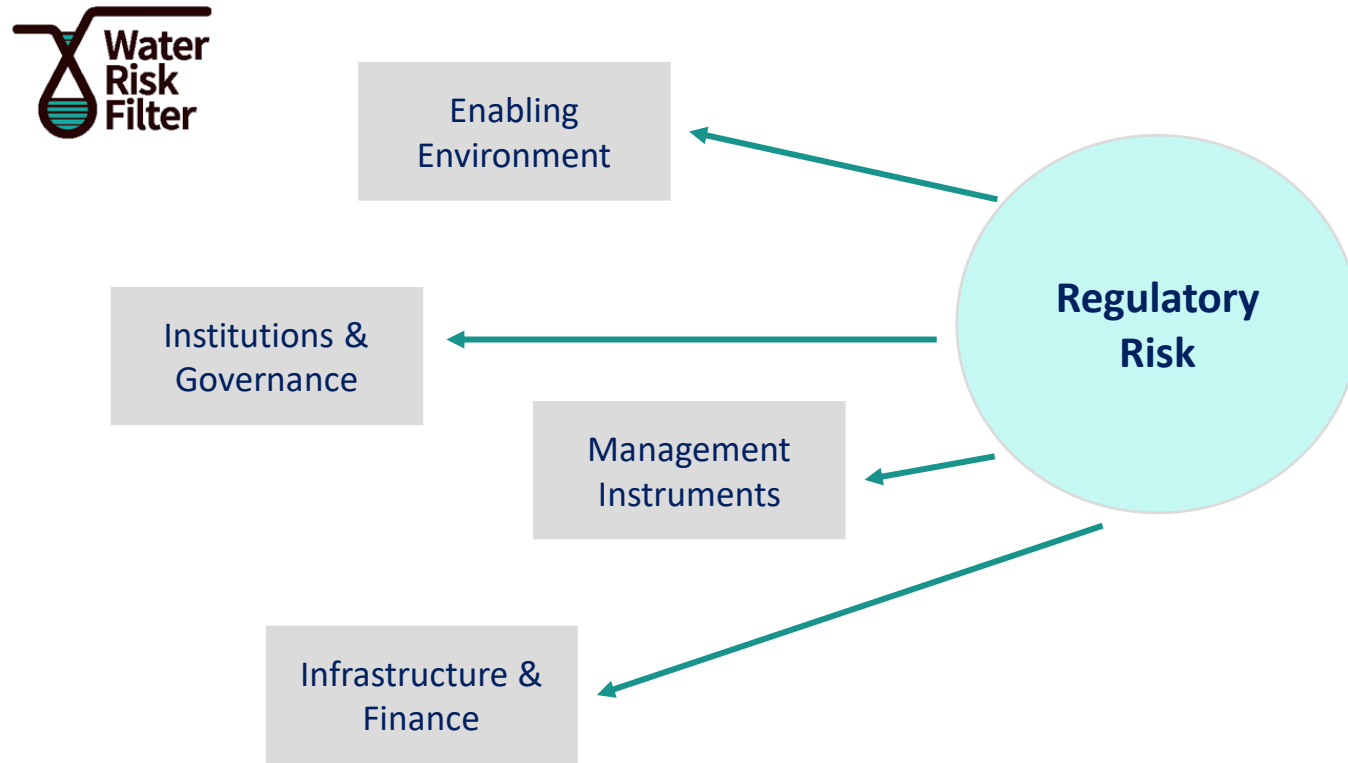 Water
Risk
Filter
Enabling
Environment
Regulatory
Risk
Institutions &
Governance
Management
Instruments
Infrastructure &
Finance